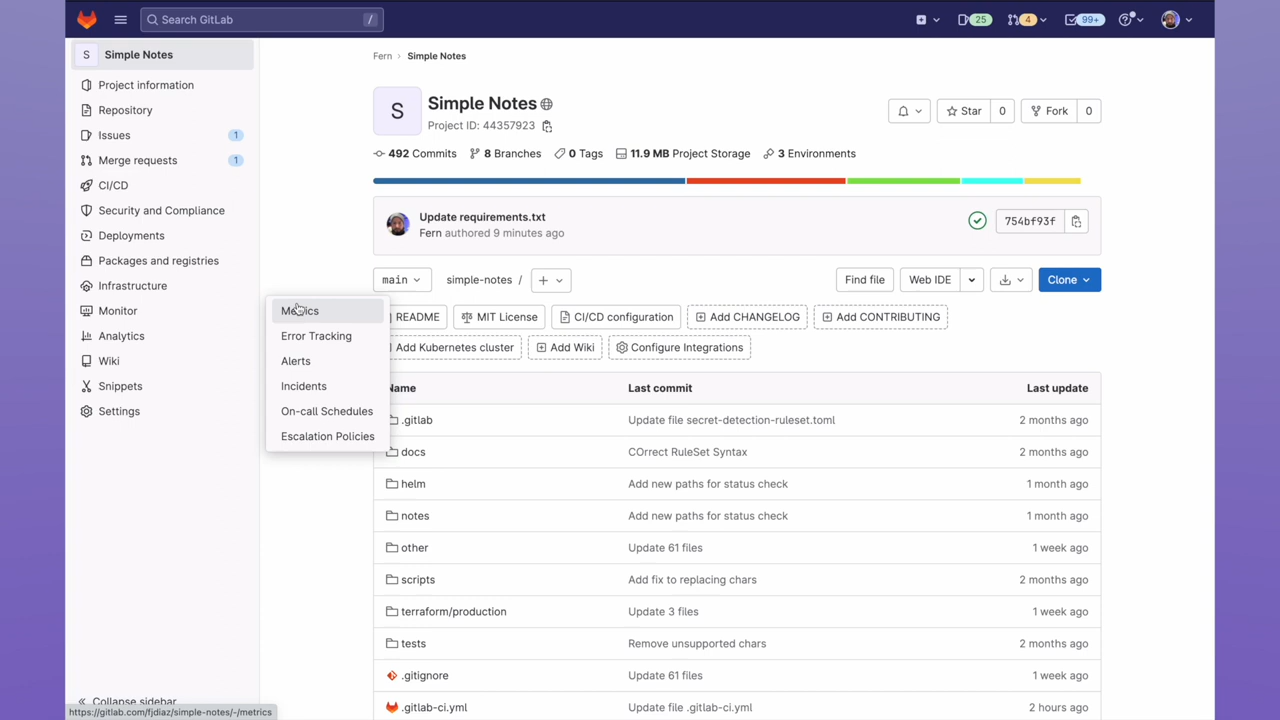 Search GitLab
/
25
4
99+
S
Simple Notes
Project information
Repository
Issues
1
Merge requests
1
CI/CD
Security and Compliance
Deployments
Packages and registries
Infrastructure
Monitor
Analytics
Wiki
Snippets
Settings
Collapse sidebar
https://gitlab.com/fjdiaz/simple-notes/-/metrics
Metrics
Error Tracking
Alerts
Incidents
On-call Schedules
Escalation Policies
Fern > Simple Notes
S
Simple Notes
Project ID: 44357923
Star 0
Fork 0
492 Commits 8 Branches 0 Tags 11.9 MB Project Storage 3 Environments
Update requirements.txt
Fern authored 9 minutes ago
754bf93f
main simple-notes / + Find file Web IDE Clone
README MIT License CI/CD configuration Add CHANGELOG Add CONTRIBUTING
Add Kubernetes cluster Add Wiki Configure Integrations
Name Last commit Last update
.gitlab Update file secret-detection-ruleset.toml 2 months ago
docs COrrect RuleSet Syntax 2 months ago
helm Add new paths for status check 1 month ago
notes Add new paths for status check 1 month ago
other Update 61 files 1 week ago
scripts Add fix to replacing chars 2 months ago
terraform/production Update 3 files 1 week ago
tests Remove unsupported chars 2 months ago
.gitignore Update 61 files 1 week ago
.gitlab-ci.yml Update file .gitlab-ci.yml 2 hours ago